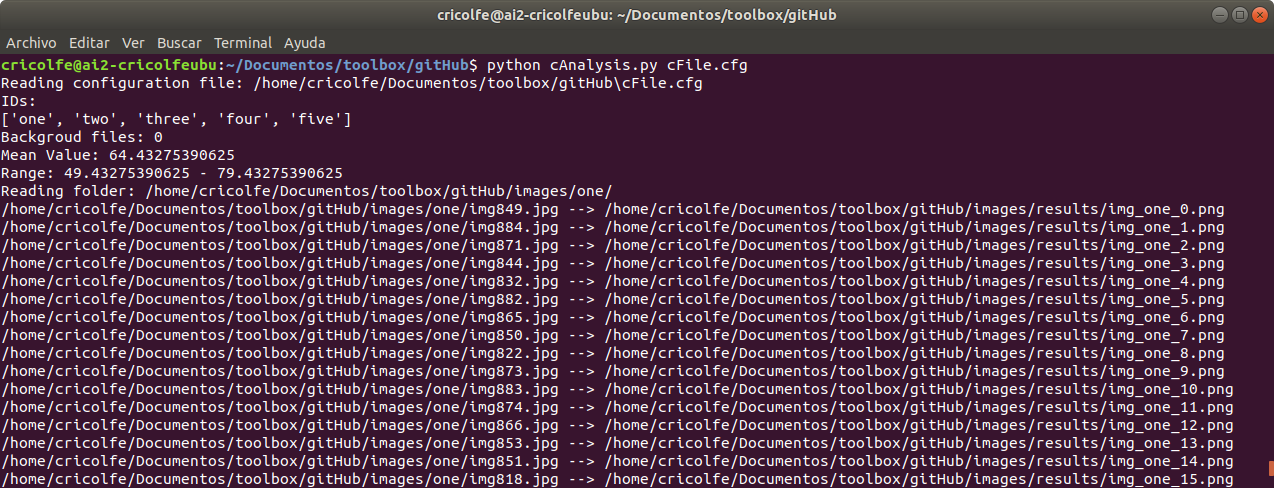 cricolfe@ai2-cricolfeubu: ~/Documentos/toolbox/gitHub
Archivo Editar Ver Buscar Terminal Ayuda
cricolfe@ai2-cricolfeubu:~/Documentos/toolbox/gitHub$ python cAnalysis.py cFile.cfg
Reading configuration file: /home/cricolfe/Documentos/toolbox/gitHub\cFile.cfg
IDs:
['one', 'two', 'three', 'four', 'five']
Backgroud files: 0
Mean Value: 64.43275390625
Range: 49.43275390625 - 79.43275390625
Reading folder: /home/cricolfe/Documentos/toolbox/gitHub/images/one/
/home/cricolfe/Documentos/toolbox/gitHub/images/one/img849.jpg --> /home/cricolfe/Documentos/toolbox/gitHub/images/results/img_one_0.png
/home/cricolfe/Documentos/toolbox/gitHub/images/one/img884.jpg --> /home/cricolfe/Documentos/toolbox/gitHub/images/results/img_one_1.png
/home/cricolfe/Documentos/toolbox/gitHub/images/one/img871.jpg --> /home/cricolfe/Documentos/toolbox/gitHub/images/results/img_one_2.png
/home/cricolfe/Documentos/toolbox/gitHub/images/one/img844.jpg --> /home/cricolfe/Documentos/toolbox/gitHub/images/results/img_one_3.png
/home/cricolfe/Documentos/toolbox/gitHub/images/one/img832.jpg --> /home/cricolfe/Documentos/toolbox/gitHub/images/results/img_one_4.png
/home/cricolfe/Documentos/toolbox/gitHub/images/one/img882.jpg --> /home/cricolfe/Documentos/toolbox/gitHub/images/results/img_one_5.png
/home/cricolfe/Documentos/toolbox/gitHub/images/one/img865.jpg --> /home/cricolfe/Documentos/toolbox/gitHub/images/results/img_one_6.png
/home/cricolfe/Documentos/toolbox/gitHub/images/one/img850.jpg --> /home/cricolfe/Documentos/toolbox/gitHub/images/results/img_one_7.png
/home/cricolfe/Documentos/toolbox/gitHub/images/one/img822.jpg --> /home/cricolfe/Documentos/toolbox/gitHub/images/results/img_one_8.png
/home/cricolfe/Documentos/toolbox/gitHub/images/one/img873.jpg --> /home/cricolfe/Documentos/toolbox/gitHub/images/results/img_one_9.png
/home/cricolfe/Documentos/toolbox/gitHub/images/one/img883.jpg --> /home/cricolfe/Documentos/toolbox/gitHub/images/results/img_one_10.png
/home/cricolfe/Documentos/toolbox/gitHub/images/one/img874.jpg --> /home/cricolfe/Documentos/toolbox/gitHub/images/results/img_one_11.png
/home/cricolfe/Documentos/toolbox/gitHub/images/one/img866.jpg --> /home/cricolfe/Documentos/toolbox/gitHub/images/results/img_one_12.png
/home/cricolfe/Documentos/toolbox/gitHub/images/one/img853.jpg --> /home/cricolfe/Documentos/toolbox/gitHub/images/results/img_one_13.png
/home/cricolfe/Documentos/toolbox/gitHub/images/one/img851.jpg --> /home/cricolfe/Documentos/toolbox/gitHub/images/results/img_one_14.png
/home/cricolfe/Documentos/toolbox/gitHub/images/one/img818.jpg --> /home/cricolfe/Documentos/toolbox/gitHub/images/results/img_one_15.png